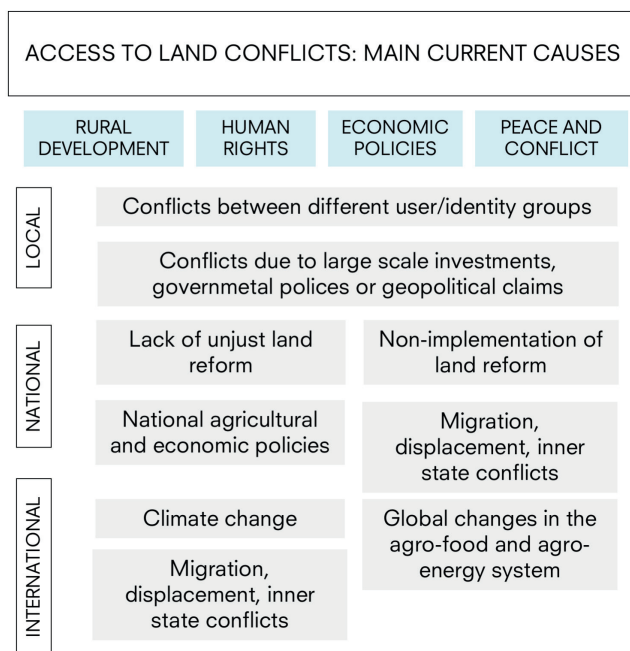 ACCESS TO LAND CONFLICTS: MAIN CURRENT CAUSES
RURAL
DEVELOPMENT
HUMAN
RIGHTS
ECONOMIC
POLICIES
PEACE AND
CONFLICT
LOCAL
Conflicts between different user/identity groups
Conflicts due to large scale investments,
governmetal polices or geopolitical claims
NATIONAL
Lack of unjust land
reform
Non-implementation of
land reform
National agricultural
and economic policies
Migration,
displacement, inner
state conflicts
INTERNATIONAL
Climate change
Global changes in the
agro-food and agro-
energy system
Migration,
displacement, inner
state conflicts